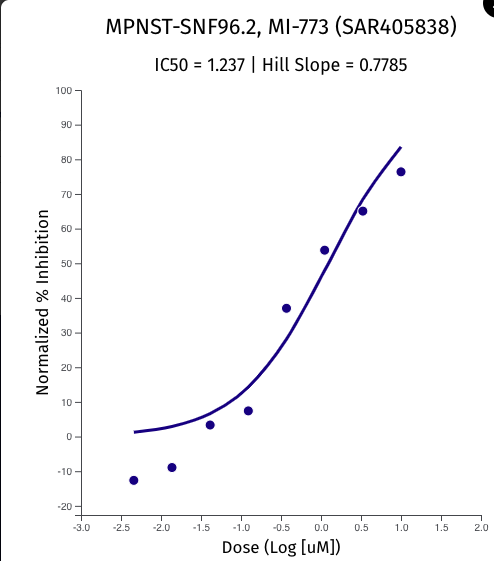 MPNST-SNF96.2, MI-773 (SAR405838)
IC50 = 1.237 | Hill Slope = 0.7785
Normalized % Inhibition
100
90
80
70
60
50
40
30
20
10
0
-10
-20
-3.0 -2.5 -2.0 -1.5 -1.0 -0.5 0.0 0.5 1.0 1.5 2.0
Dose (Log [uM])